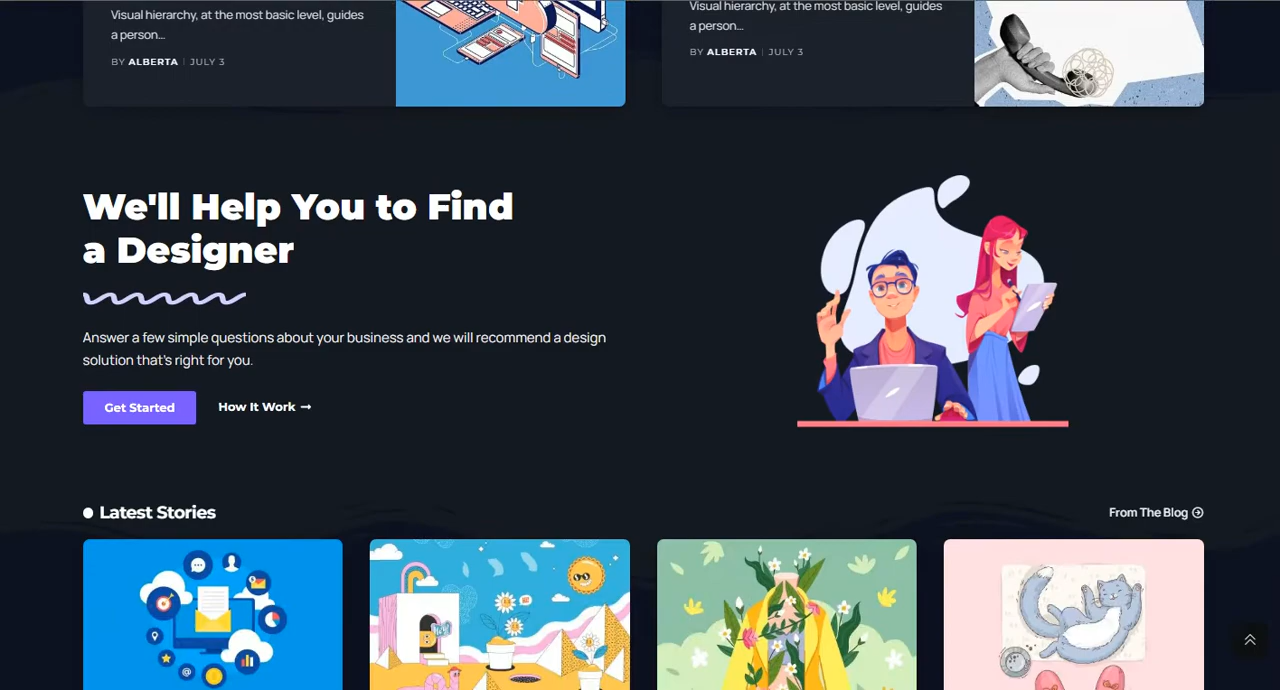 Visual hierarchy, at the most basic level, guides
a person...
BY ALBERTA | JULY 3
Visual hierarchy, at the most basic level, guides
a person...
BY ALBERTA | JULY 3
We'll Help You to Find
a Designer
Answer a few simple questions about your business and we will recommend a design
solution that's right for you.
Get Started
How It Work →
Latest Stories
From The Blog